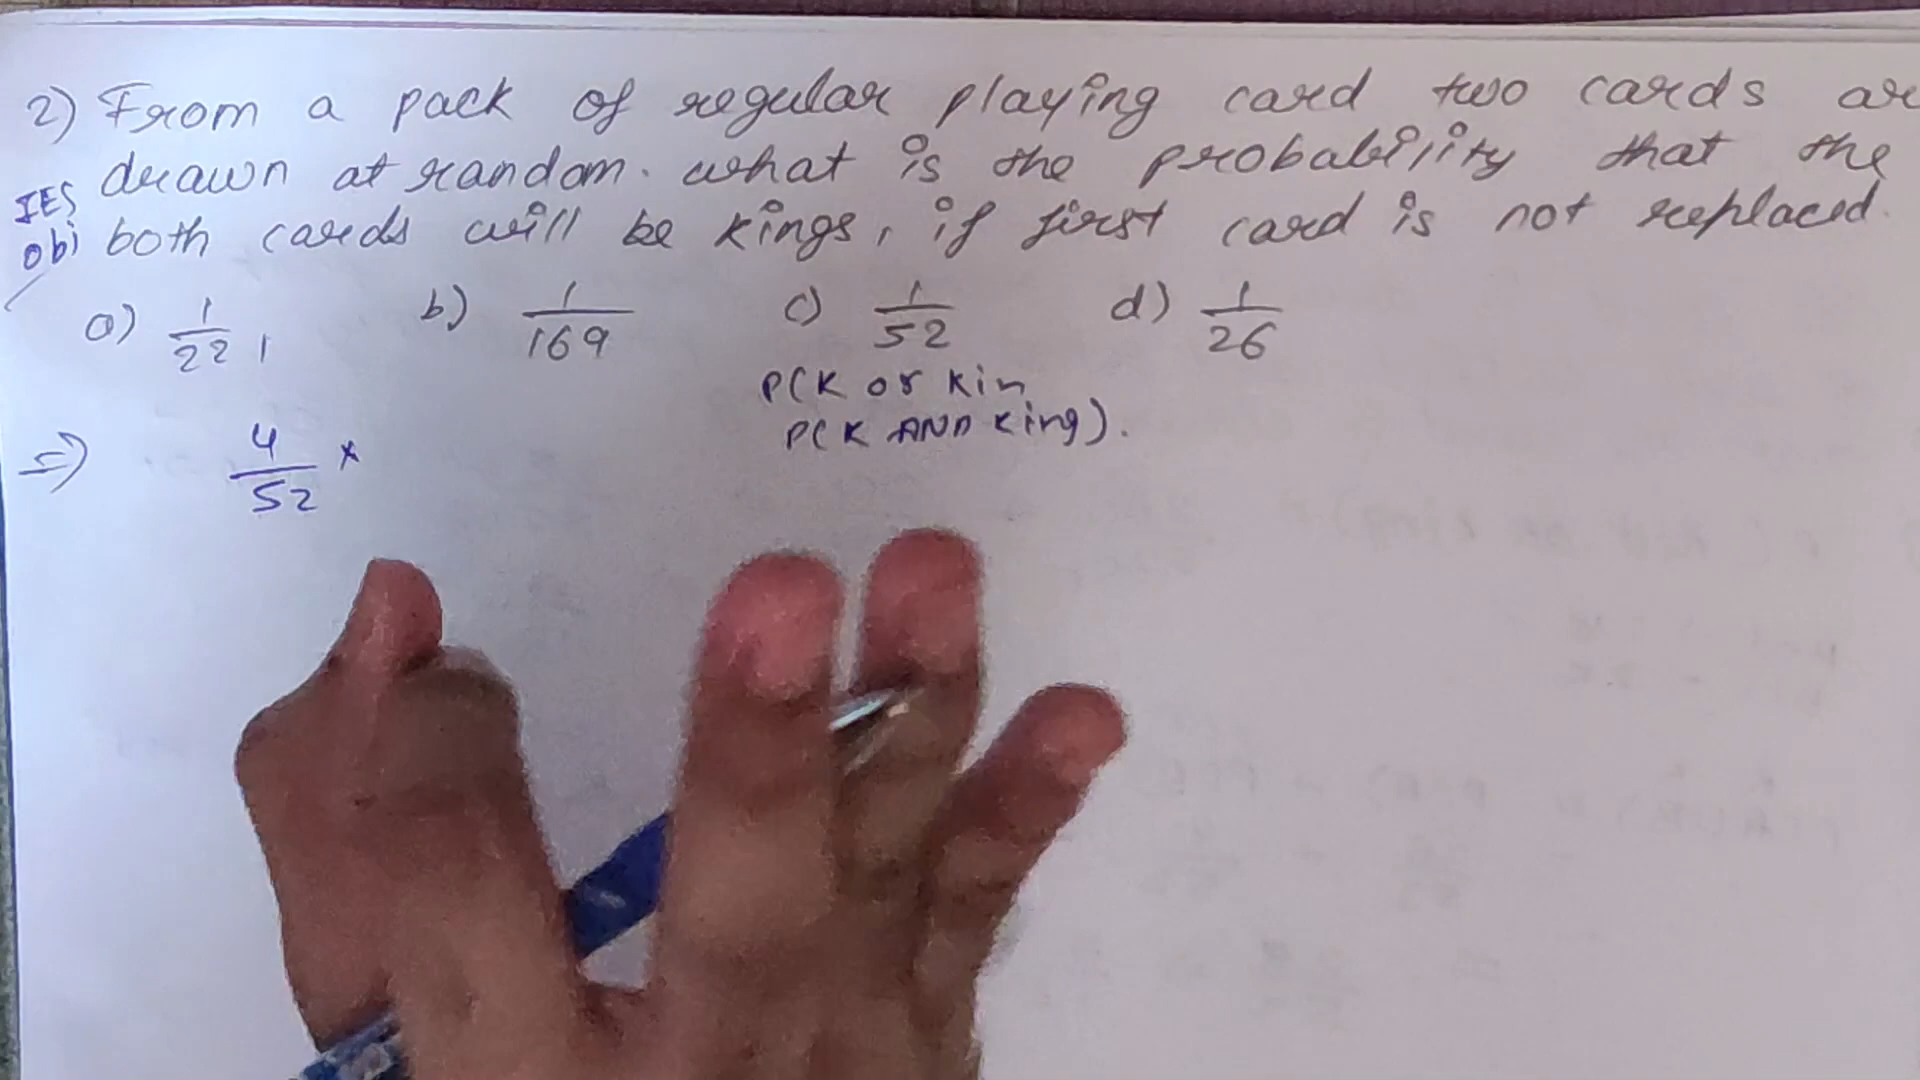 2) From a pack of regular playing card two cards are
drawn at random. what is the probability that the
IES
obj both cards will be kings, if first card is not replaced.
a) 1/221 b) 1/169 c) 1/52 d) 1/26
P(K or Kin
P(K AND King).
=> 4/52 ×